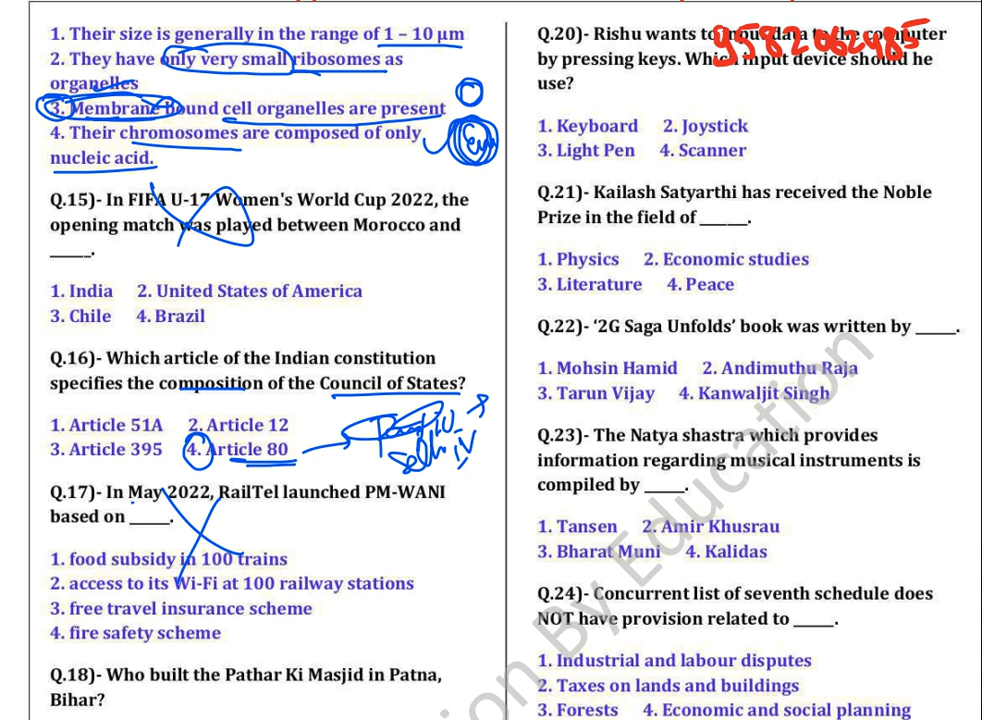 1. Their size is generally in the range of 1 – 10 µm
2. They have only very small ribosomes as
organelles
3. Membrane bound cell organelles are present
4. Their chromosomes are composed of only
nucleic acid.
Q.15)- In FIFA U-17 Women's World Cup 2022, the
opening match was played between Morocco and
_____.
1. India 2. United States of America
3. Chile 4. Brazil
Q.16)- Which article of the Indian constitution
specifies the composition of the Council of States?
1. Article 51A 2. Article 12
3. Article 395 4. Article 80
Q.17)- In May 2022, RailTel launched PM-WANI
based on _____.
1. food subsidy in 100 trains
2. access to its Wi-Fi at 100 railway stations
3. free travel insurance scheme
4. fire safety scheme
Q.18)- Who built the Pathar Ki Masjid in Patna,
Bihar?
9582062485
Q.20)- Rishu wants to input data to the computer
by pressing keys. Which input device should he
use?
1. Keyboard 2. Joystick
3. Light Pen 4. Scanner
Q.21)- Kailash Satyarthi has received the Noble
Prize in the field of _____.
1. Physics 2. Economic studies
3. Literature 4. Peace
Q.22)- ‘2G Saga Unfolds’ book was written by _____.
1. Mohsin Hamid 2. Andimuthu Raja
3. Tarun Vijay 4. Kanwaljit Singh
Q.23)- The Natya shastra which provides
information regarding musical instruments is
compiled by _____.
1. Tansen 2. Amir Khusrau
3. Bharat Muni 4. Kalidas
Q.24)- Concurrent list of seventh schedule does
NOT have provision related to _____.
1. Industrial and labour disputes
2. Taxes on lands and buildings
3. Forests 4. Economic and social planning
By Education